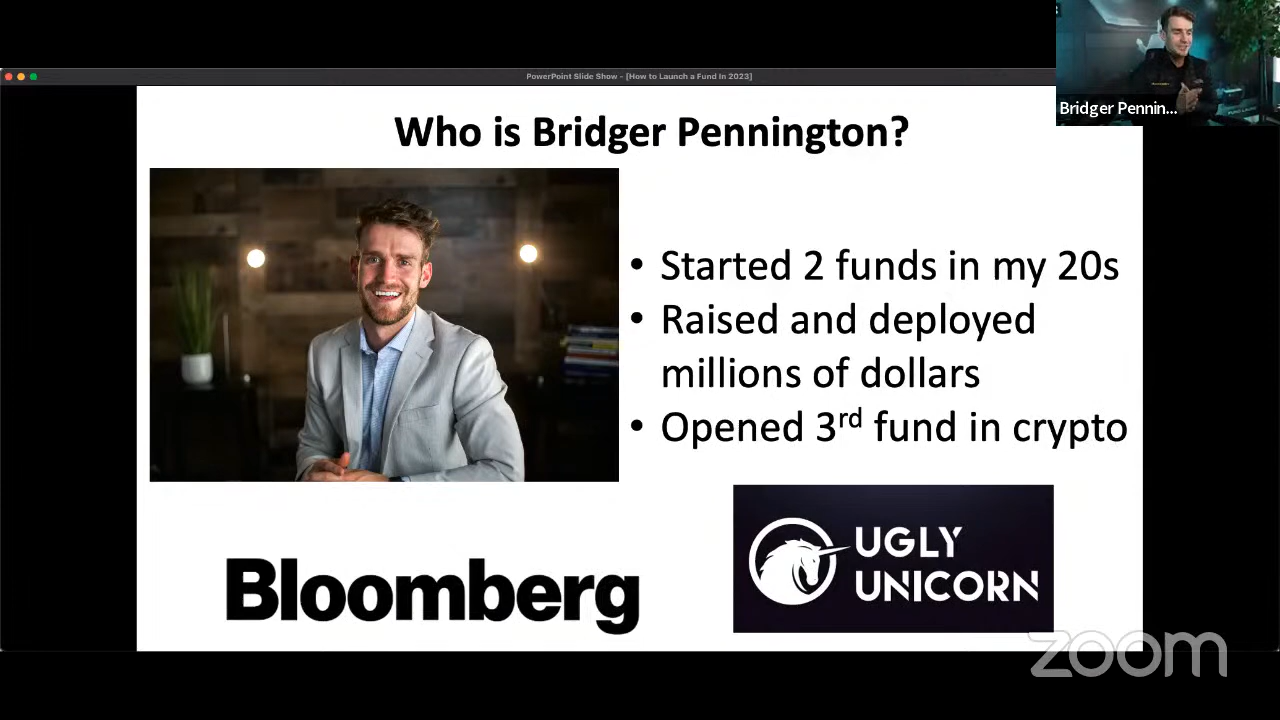 PowerPoint Slide Show - [How to Launch a Fund In 2023]
Bridger Pennin...
Who is Bridger Pennington?
• Started 2 funds in my 20s
• Raised and deployed
millions of dollars
• Opened 3rd fund in crypto
Bloomberg
UGLY
UNICORN
zoom